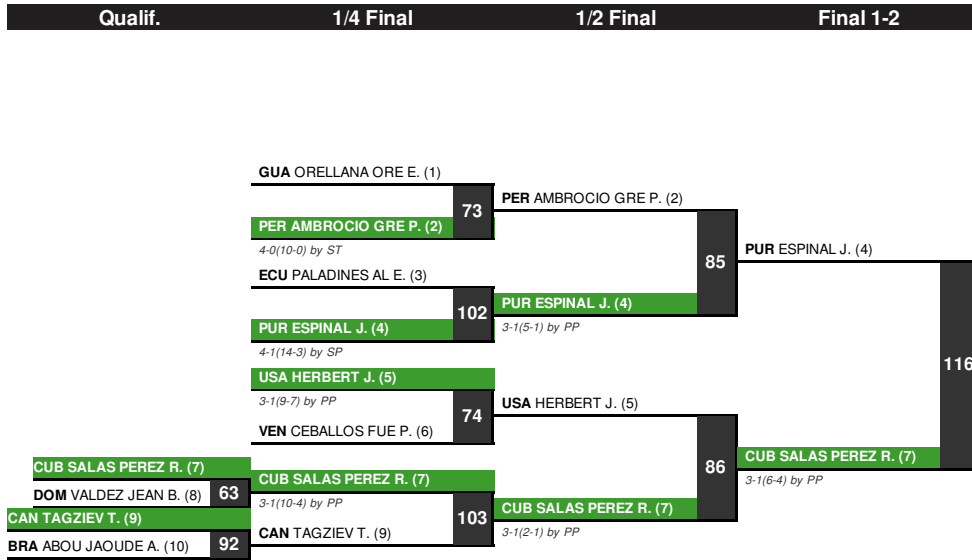 Qualif. 1/4 Final 1/2 Final Final 1-2
GUA ORELLANA ORE E. (1)
73
PER AMBROCIO GRE P. (2)
4-0(10-0) by ST
ECU PALADINES AL E. (3)
102
PUR ESPINAL J. (4)
4-1(14-3) by SP
USA HERBERT J. (5)
3-1(9-7) by PP
74
VEN CEBALLOS FUE P. (6)
CUB SALAS PEREZ R. (7)
DOM VALDEZ JEAN B. (8) 63
CAN TAGZIEV T. (9)
BRA ABOU JAOUDE A. (10) 92
CUB SALAS PEREZ R. (7)
3-1(10-4) by PP
103
CAN TAGZIEV T. (9)
PER AMBROCIO GRE P. (2)
85
PUR ESPINAL J. (4)
3-1(5-1) by PP
USA HERBERT J. (5)
86
CUB SALAS PEREZ R. (7)
3-1(2-1) by PP
PUR ESPINAL J. (4)
116
CUB SALAS PEREZ R. (7)
3-1(6-4) by PP